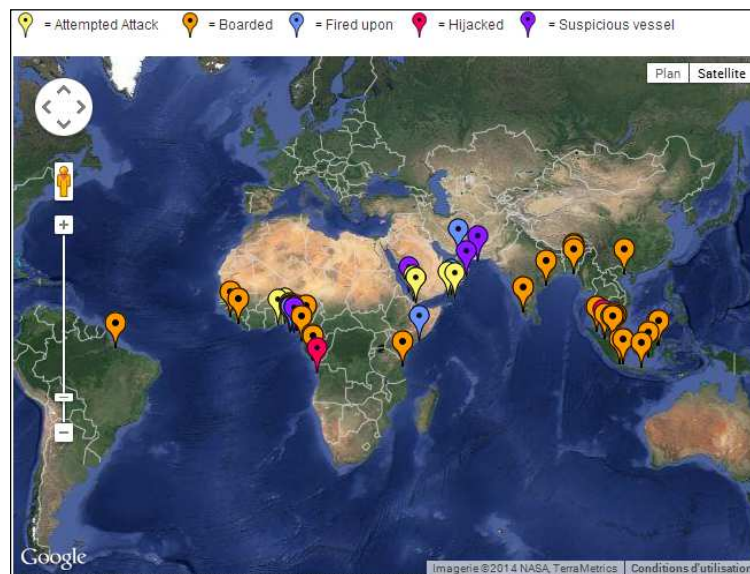 = Attempted Attack = Boarded = Fired upon = Hijacked = Suspicious vessel
Plan Satellite
Google
Imagerie ©2014 NASA, TerraMetrics Conditions d'utilisation